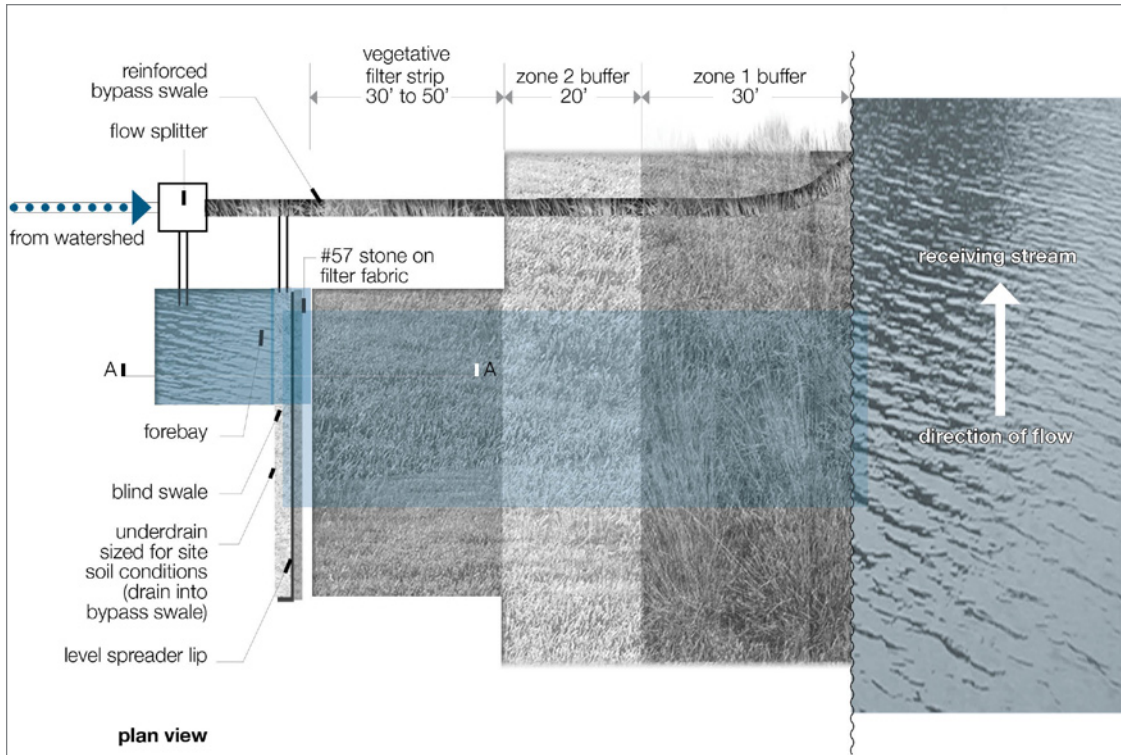 vegetative
filter strip
30' to 50'
zone 2 buffer
20'
zone 1 buffer
30'
reinforced
bypass swale
flow splitter
from watershed
#57 stone on
filter fabric
receiving stream
A
A
direction of flow
forebay
blind swale
underdrain
sized for site
soil conditions
(drain into
bypass swale)
level spreader lip
plan view